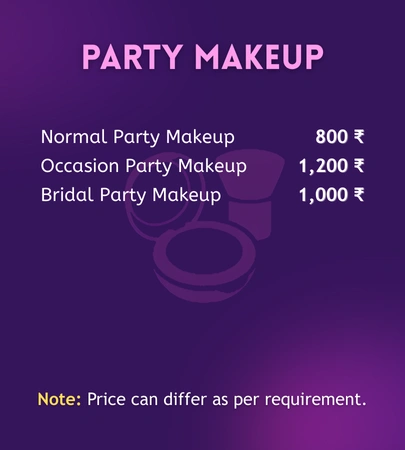 PARTY MAKEUP
Normal Party Makeup 800 ₹
Occasion Party Makeup 1,200 ₹
Bridal Party Makeup 1,000 ₹
Note: Price can differ as per requirement.